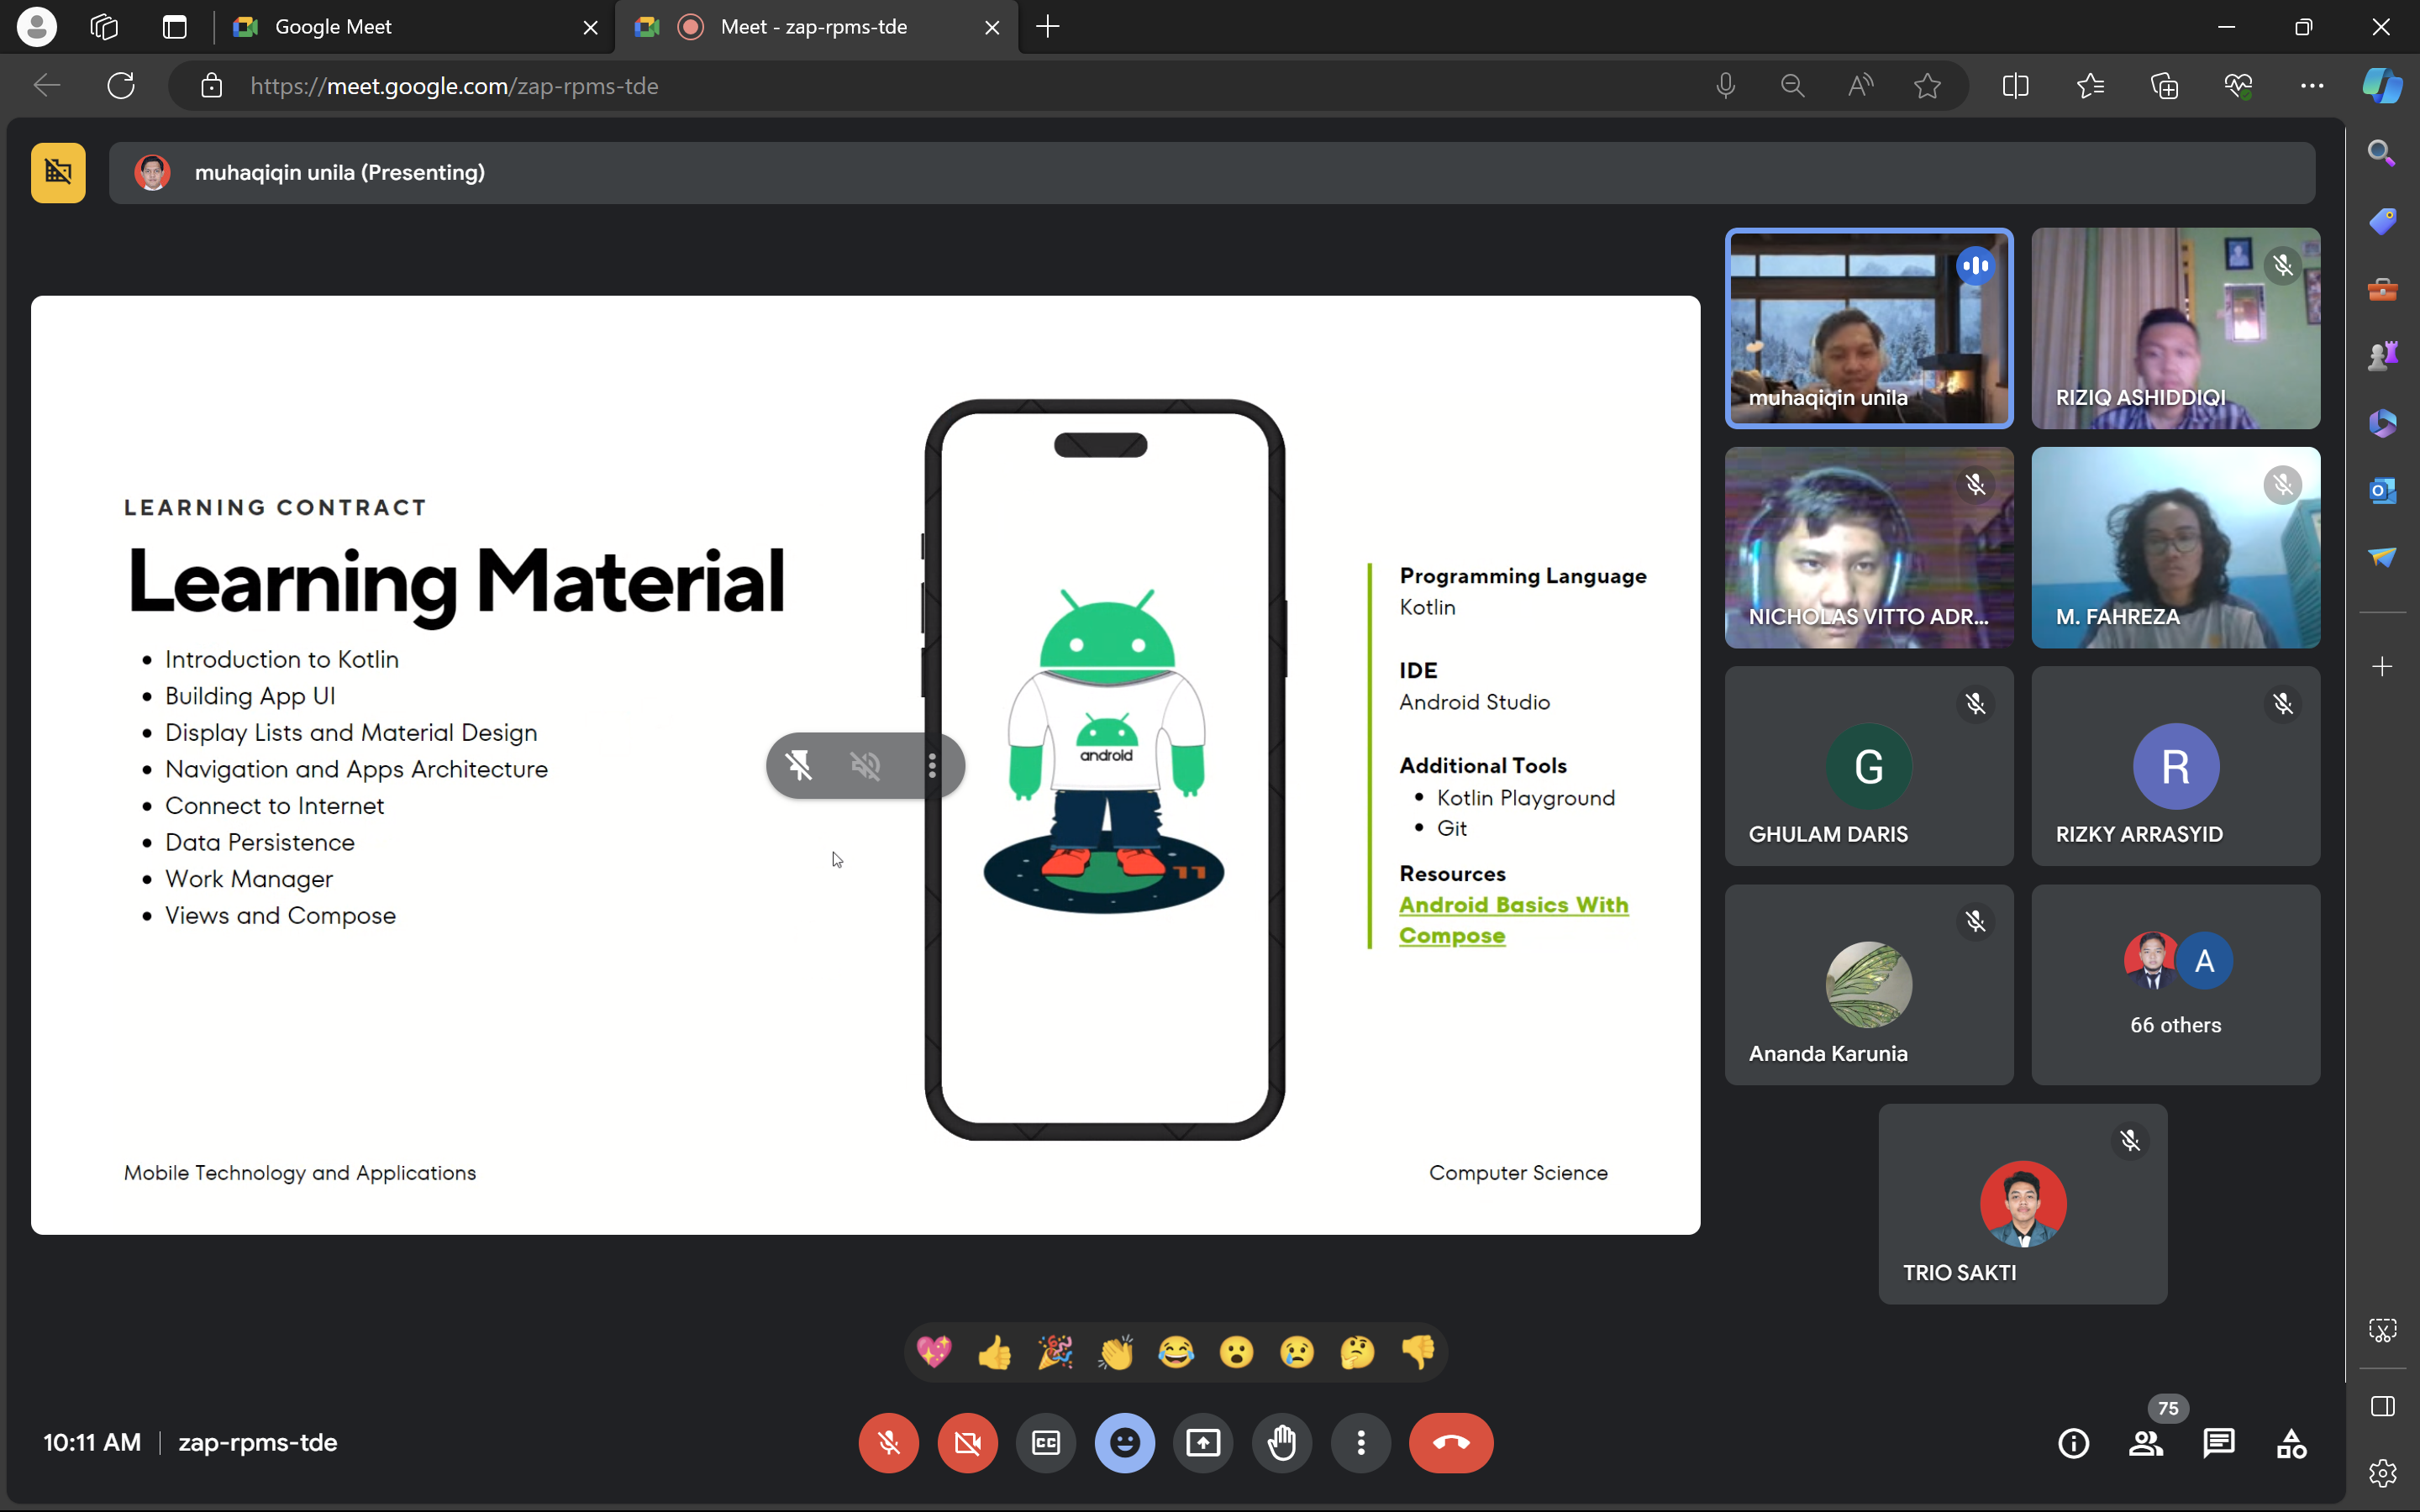 Google Meet
Meet - zap-rpms-tde
https://meet.google.com/zap-rpms-tde
muhaqiqin unila (Presenting)
LEARNING CONTRACT
Learning Material
• Introduction to Kotlin
• Building App UI
• Display Lists and Material Design
• Navigation and Apps Architecture
• Connect to Internet
• Data Persistence
• Work Manager
• Views and Compose
android
11
Programming Language
Kotlin
IDE
Android Studio
Additional Tools
• Kotlin Playground
• Git
Resources
Android Basics With
Compose
Mobile Technology and Applications
Computer Science
muhaqiqin unila
RIZIQ ASHIDDIQI
NICHOLAS VITTO ADR...
M. FAHREZA
G
GHULAM DARIS
R
RIZKY ARRASYID
Ananda Karunia
A
66 others
TRIO SAKTI
10:11 AM | zap-rpms-tde
CC
75